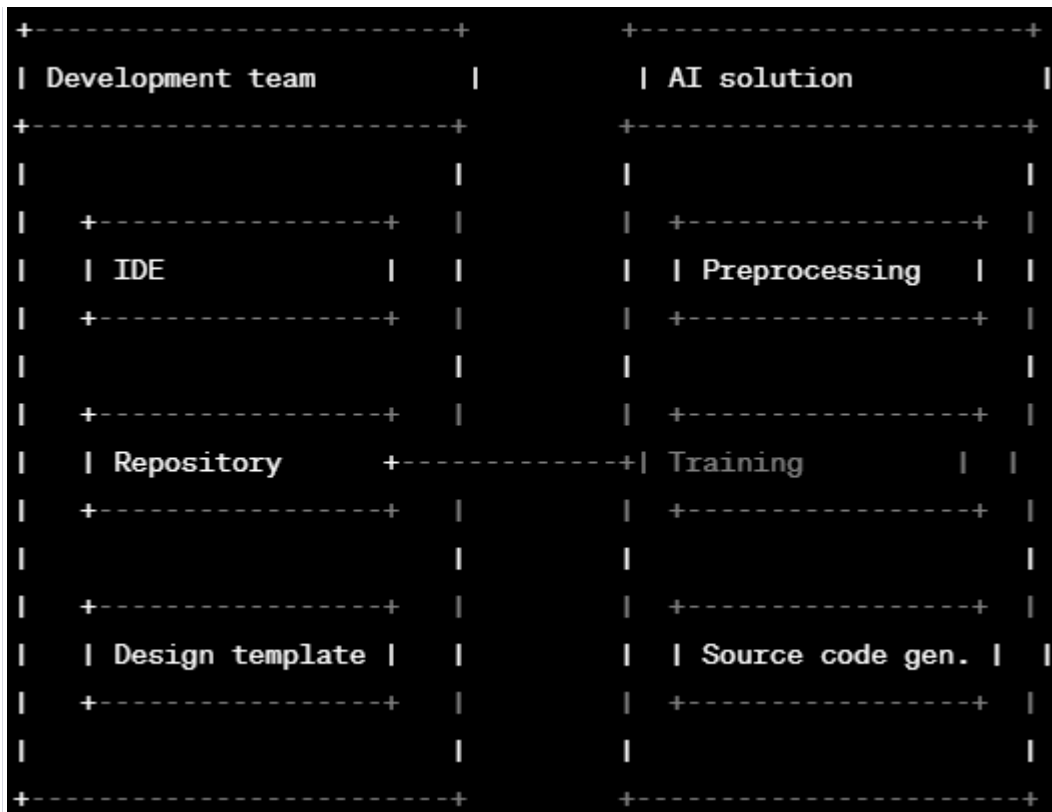 Development team
AI solution
IDE
Preprocessing
Repository
Training
Design template
Source code gen.